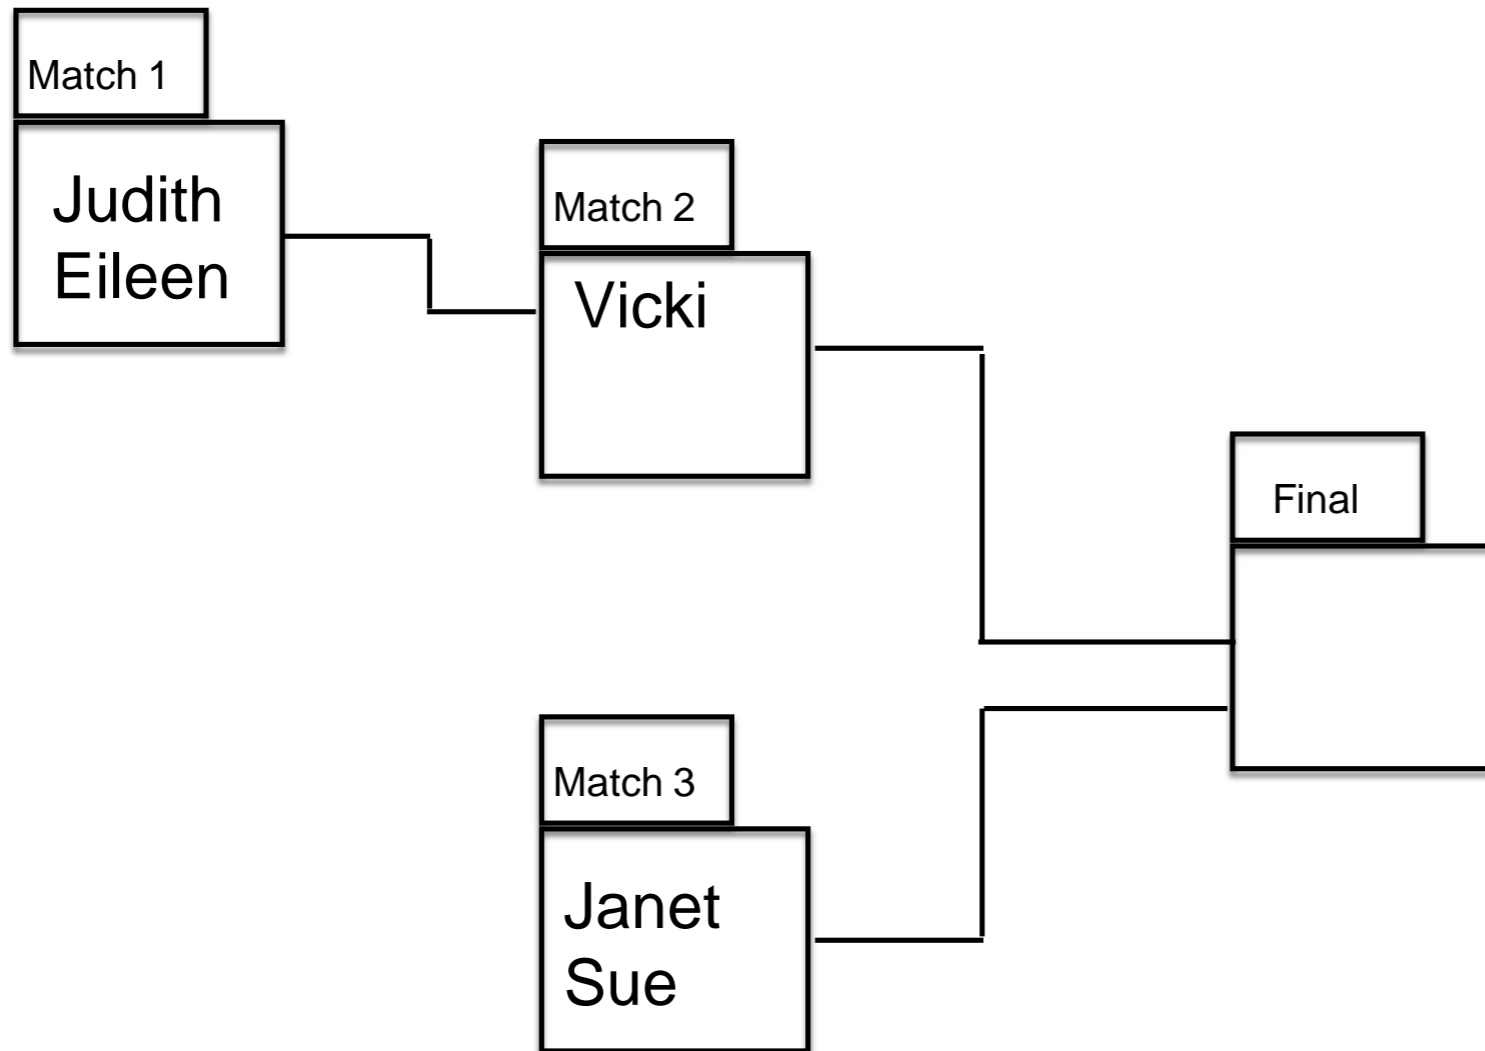 Match 1
Judith
Eileen
Match 2
Vicki
Final
Match 3
Janet
Sue